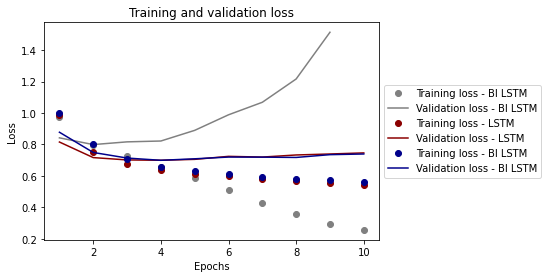 Training and validation loss
Loss
1.4
1.2
1.0
0.8
0.6
0.4
0.2
2
4
6
8
10
Epochs
Training loss - BI LSTM
Validation loss - BI LSTM
Training loss - LSTM
Validation loss - LSTM
Training loss - BI LSTM
Validation loss - BI LSTM